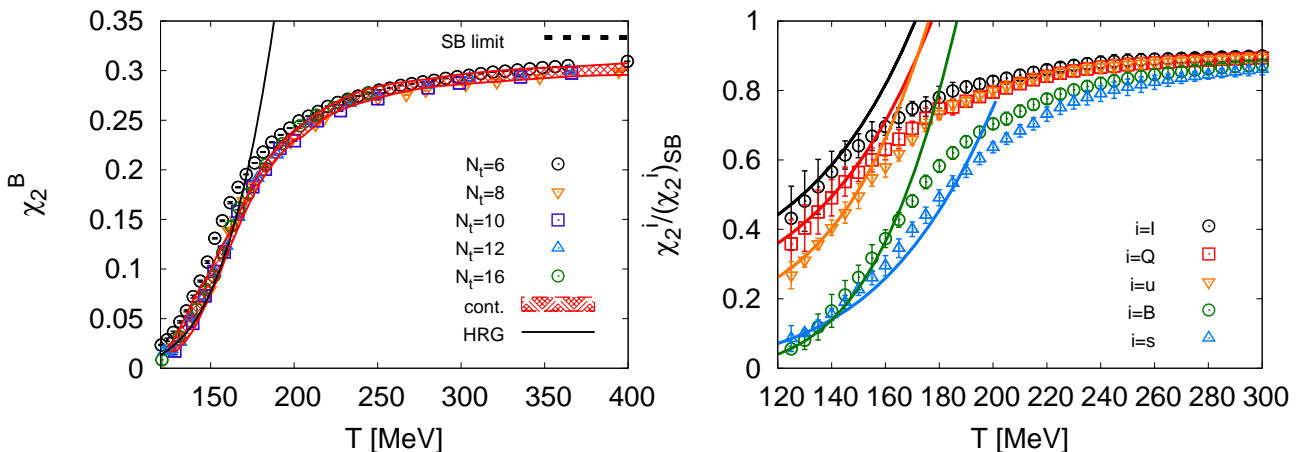 0.35
0.3
0.25
0.2
0.15
0.1
0.05
0
χ₂ᴮ
SB limit
Nₜ=6
Nₜ=8
Nₜ=10
Nₜ=12
Nₜ=16
cont.
HRG
150 200 250 300 350 400
T [MeV]
1
0.8
0.6
0.4
0.2
0
χ₂ⁱ/(χ₂ⁱ)SB
i=I
i=Q
i=u
i=B
i=s
120 140 160 180 200 220 240 260 280 300
T [MeV]